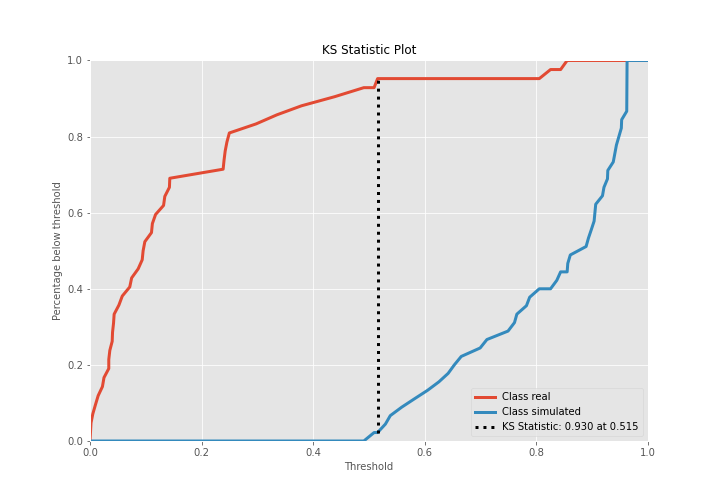 KS Statistic Plot
1.0
0.8
0.6
0.4
0.2
0.0
Percentage below threshold
0.0 0.2 0.4 0.6 0.8 1.0
Threshold
Class real
Class simulated
KS Statistic: 0.930 at 0.515